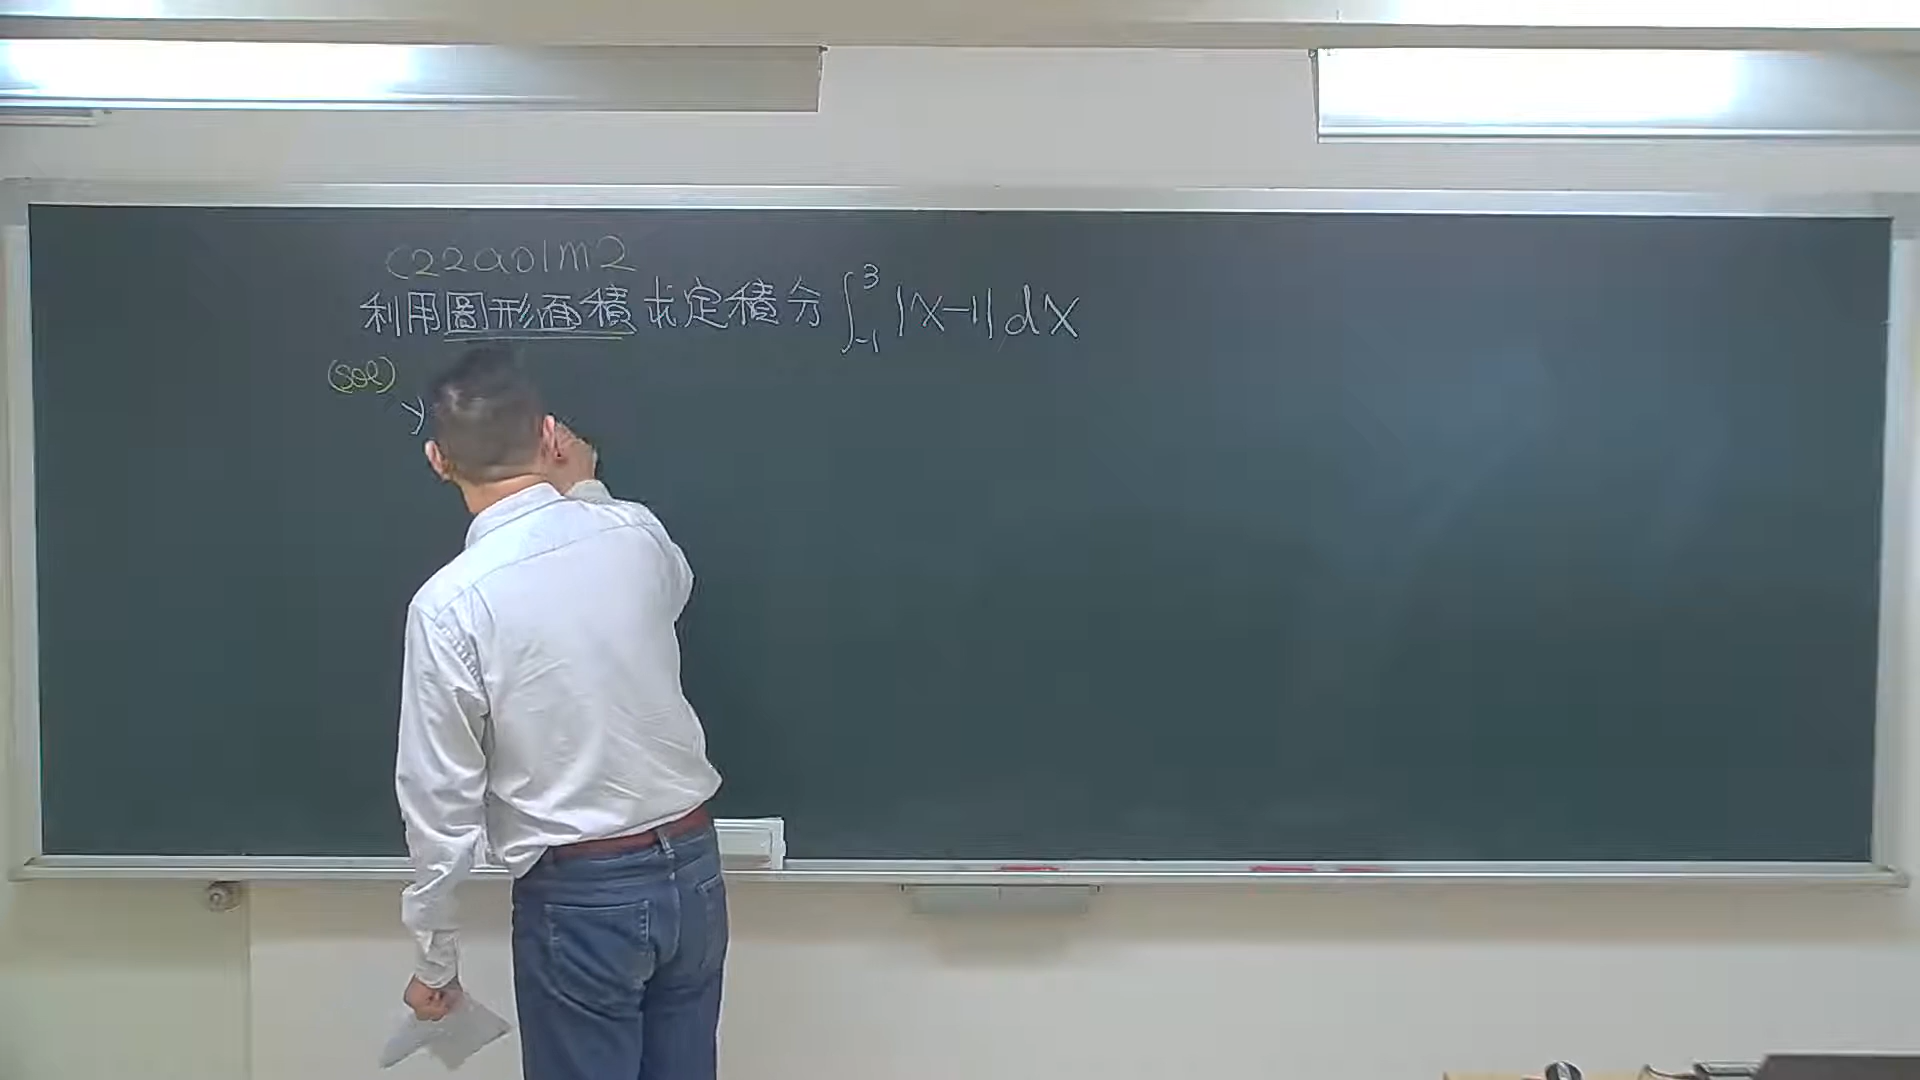 C22a01m2
利用圖形面積求定積分 ∫_{-1}^{3} |x-1| dx
(sol)
y